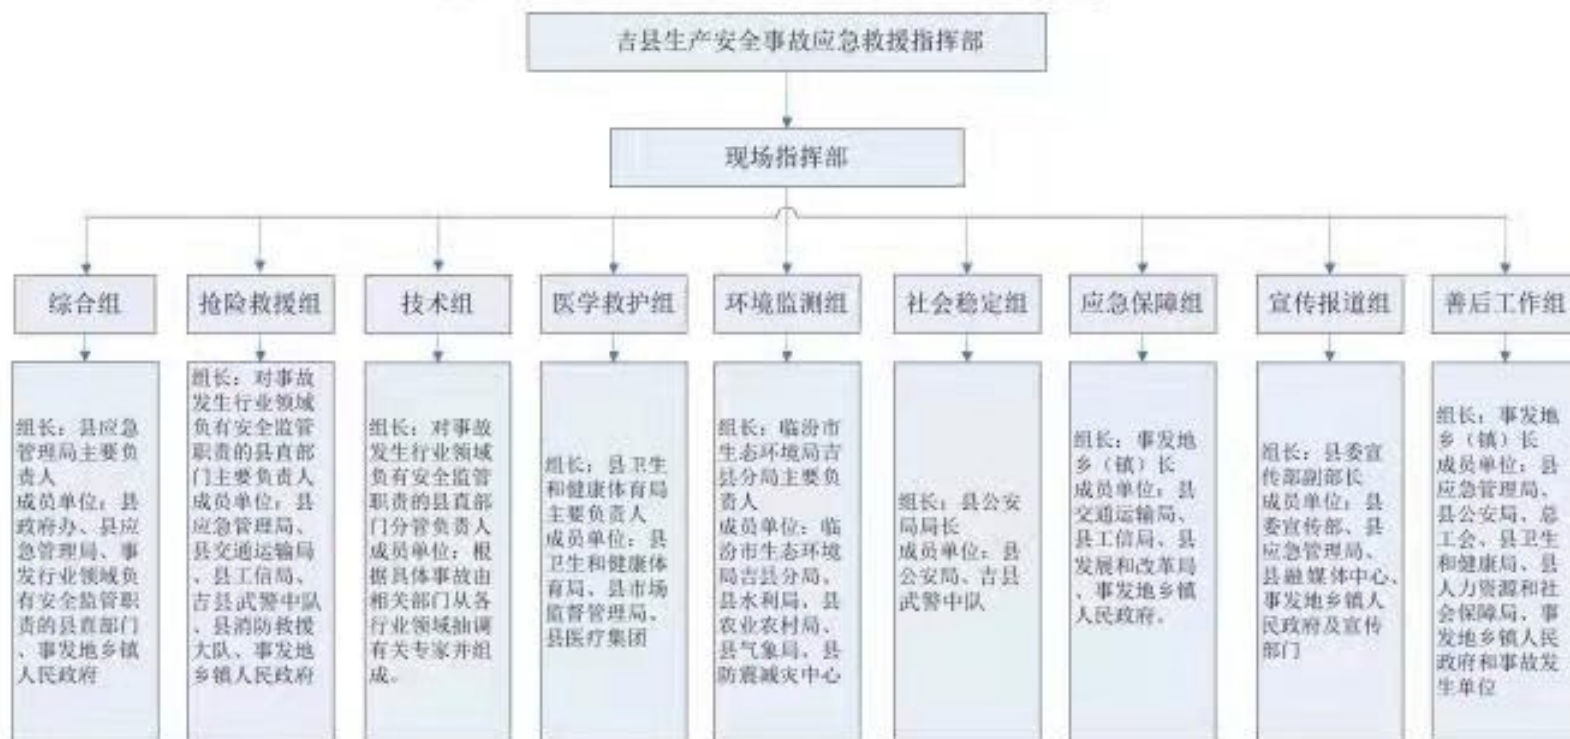 吉县生产安全事故应急救援指挥部
现场指挥部
综合组
抢险救援组
技术组
医学救护组
环境监测组
社会稳定组
应急保障组
宣传报道组
善后工作组
组长：县应急
管理局主要负
责人
成员单位：县
政府办、县应
急管理局、事
发行业领域负
有安全监管职
责的县直部门
、事发地乡镇
人民政府
组长：对事故
发生行业领域
负有安全监管
职责的县直部
门主要负责人
成员单位：县
应急管理局、
县交通运输局
、县工信局、
吉县武警中队
、县消防救援
大队、事发地
乡镇人民政府
组长：对事故
发生行业领域
负有安全监管
职责的县直部
门分管负责人
成员单位：根
据具体事故由
相关部门从各
行业领域抽调
有关专家并组
成。
组长：县卫生
和健康体育局
主要负责人
成员单位：县
卫生和健康体
育局、县市场
监督管理局、
县医疗集团
组长：临汾市
生态环境局吉
县分局主要负
责人
成员单位：临
汾市生态环境
局吉县分局、
县水利局、县
农业农村局、
县气象局、县
防震减灾中心
组长：县公安
局局长
成员单位：县
公安局、吉县
武警中队
组长：事发地
乡（镇）长
成员单位：县
交通运输局、
县工信局、县
发展和改革局
、事发地乡镇
人民政府。
组长：县委宣
传部副部长
成员单位：县
委宣传部、县
应急管理局、
县融媒体中心、
事发地乡镇人
民政府及宣传
部门
组长：事发地
乡（镇）长
成员单位：县
应急管理局、
县公安局、总
工会、县卫生
和健康局、县
人力资源和社
会保障局、事
发地乡镇人民
政府和事故发
生单位